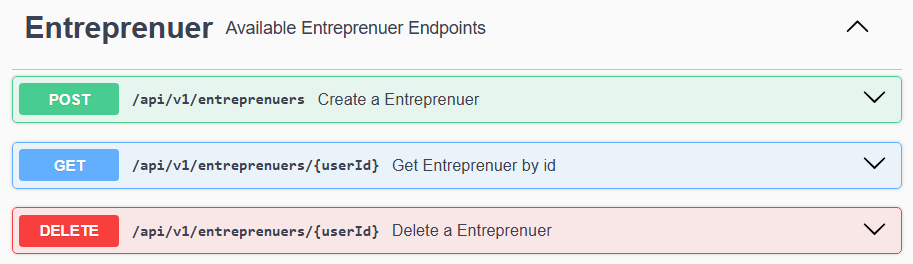 Entreprenuer Available Entreprenuer Endpoints
POST /api/v1/entreprenuers Create a Entreprenuer
GET /api/v1/entreprenuers/{userId} Get Entreprenuer by id
DELETE /api/v1/entreprenuers/{userId} Delete a Entreprenuer